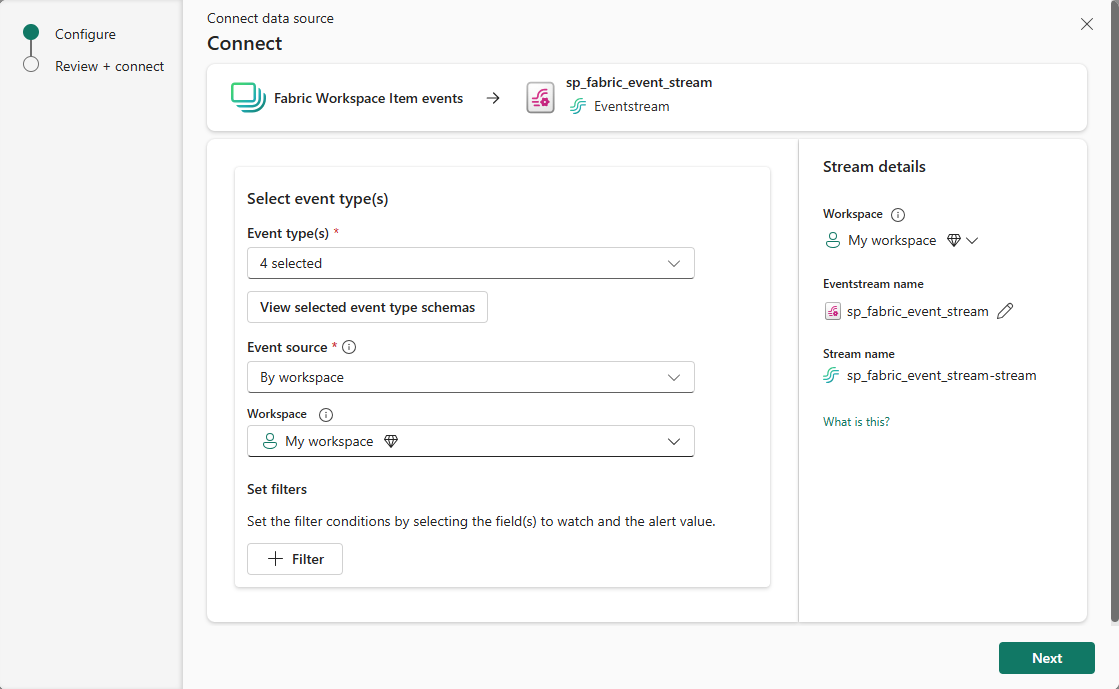 Configure
Review + connect
Connect data source
Connect
Fabric Workspace Item events
sp_fabric_event_stream
Eventstream
Select event type(s)
Event type(s) *
4 selected
View selected event type schemas
Event source *
By workspace
Workspace
My workspace
Set filters
Set the filter conditions by selecting the field(s) to watch and the alert value.
Filter
Stream details
Workspace
My workspace
Eventstream name
sp_fabric_event_stream
Stream name
sp_fabric_event_stream-stream
What is this?
Next